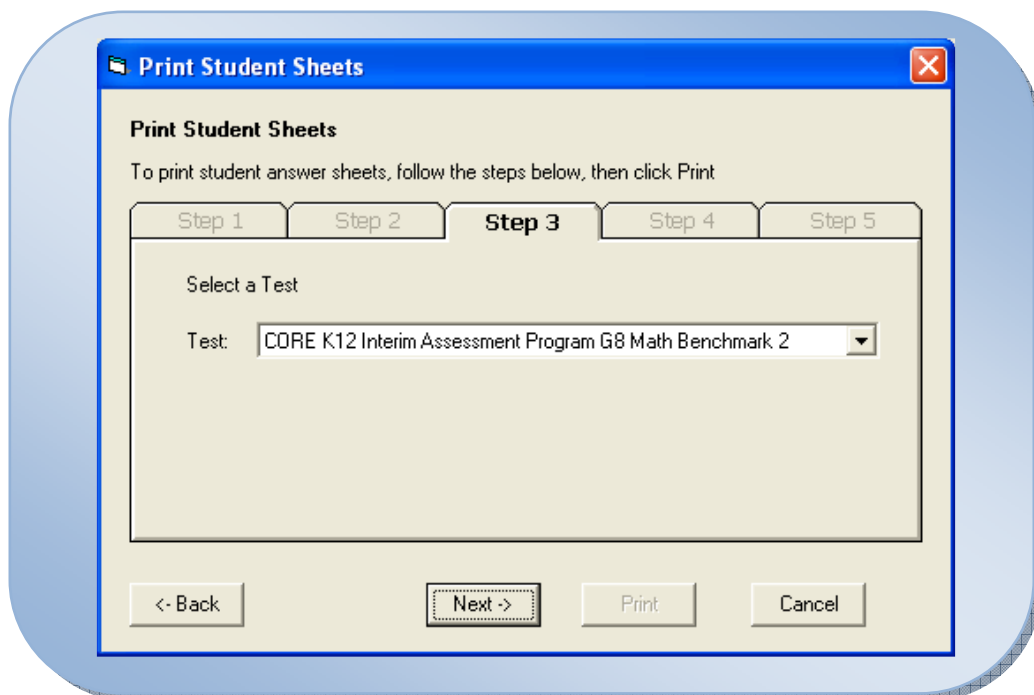 Print Student Sheets
Print Student Sheets
To print student answer sheets, follow the steps below, then click Print
Step 1 Step 2 Step 3 Step 4 Step 5
Select a Test
Test: CORE K12 Interim Assessment Program G8 Math Benchmark 2
<- Back Next -> Print Cancel